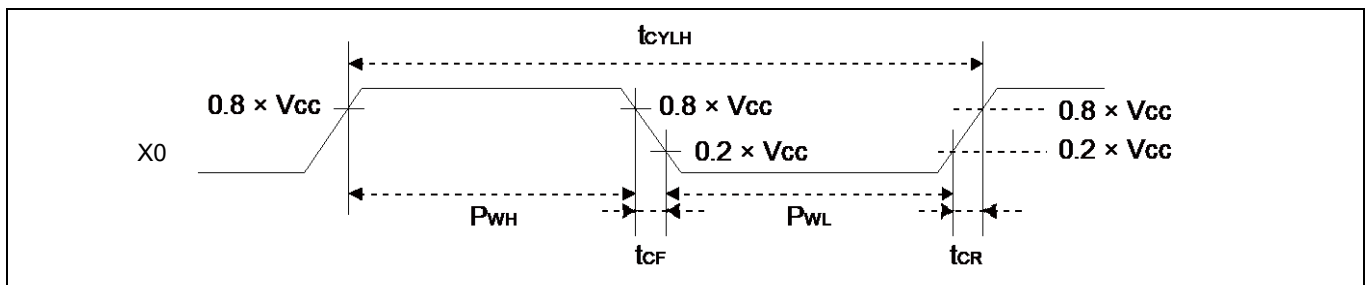 tCYLH
0.8 × Vcc
0.8 × Vcc
0.8 × Vcc
X0
0.2 × Vcc
0.2 × Vcc
PWH
PWL
tCF
tCR